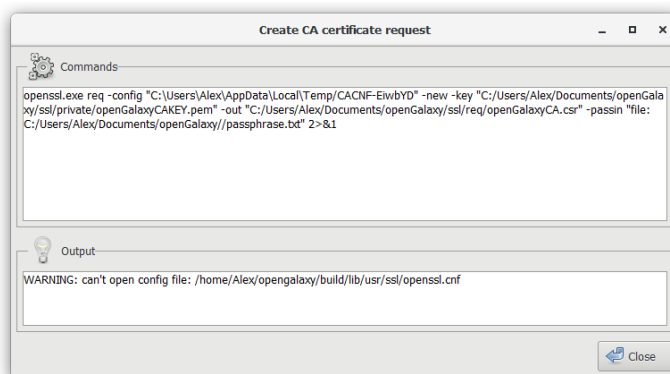 Create CA certificate request
Commands
openssl.exe req -config "C:\Users\Alex\AppData\Local\Temp/CACNF-EiwbYD" -new -key "C:/Users/Alex/Documents/openGala
xy/ssl/private/openGalaxyCAKEY.pem" -out "C:/Users/Alex/Documents/openGalaxy/ssl/req/openGalaxyCA.csr" -passin "file:
C:/Users/Alex/Documents/openGalaxy//passphrase.txt" 2>&1
Output
WARNING: can't open config file: /home/Alex/opengalaxy/build/lib/usr/ssl/openssl.cnf
Close